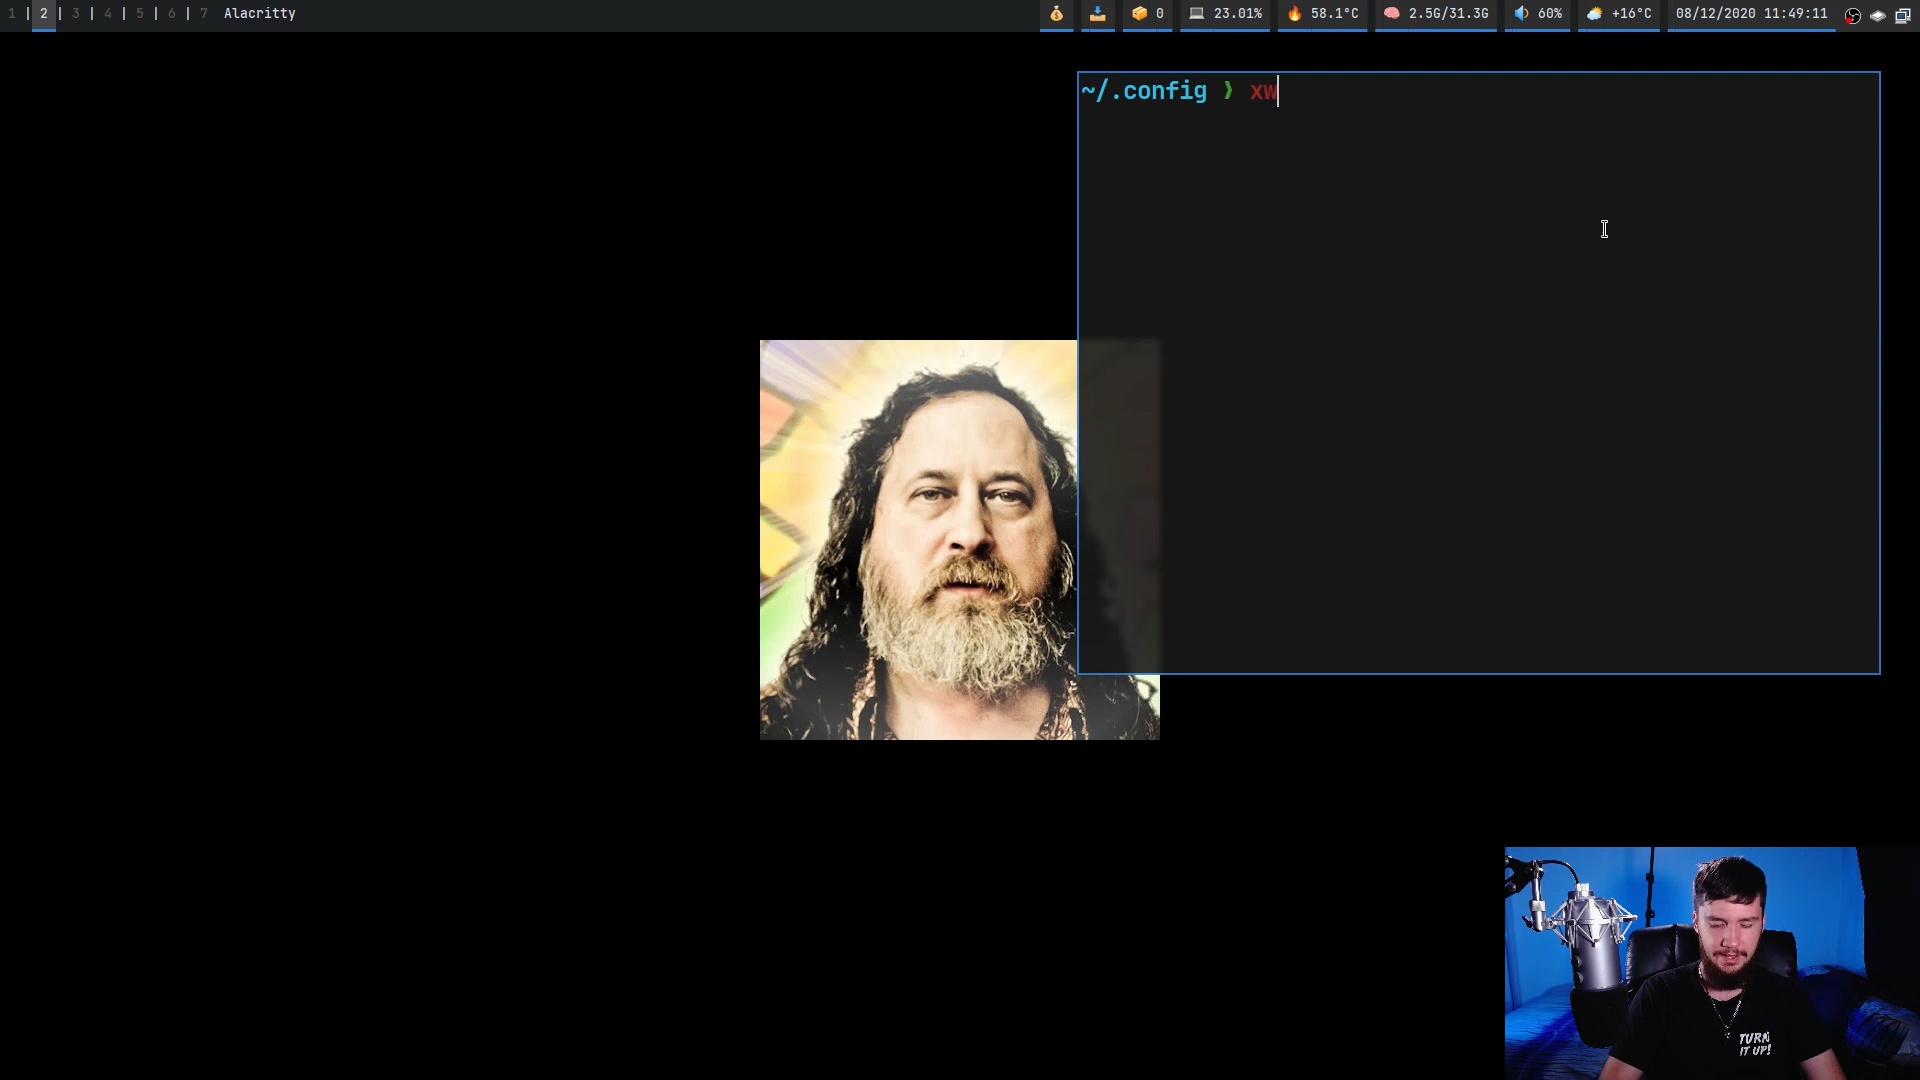 1 | 2 | 3 | 4 | 5 | 6 | 7 Alacritty 0 23.01% 58.1°C 2.5G/31.3G 60% +16°C 08/12/2020 11:49:11
~/.config ❯ xw
TURN
IT UP!